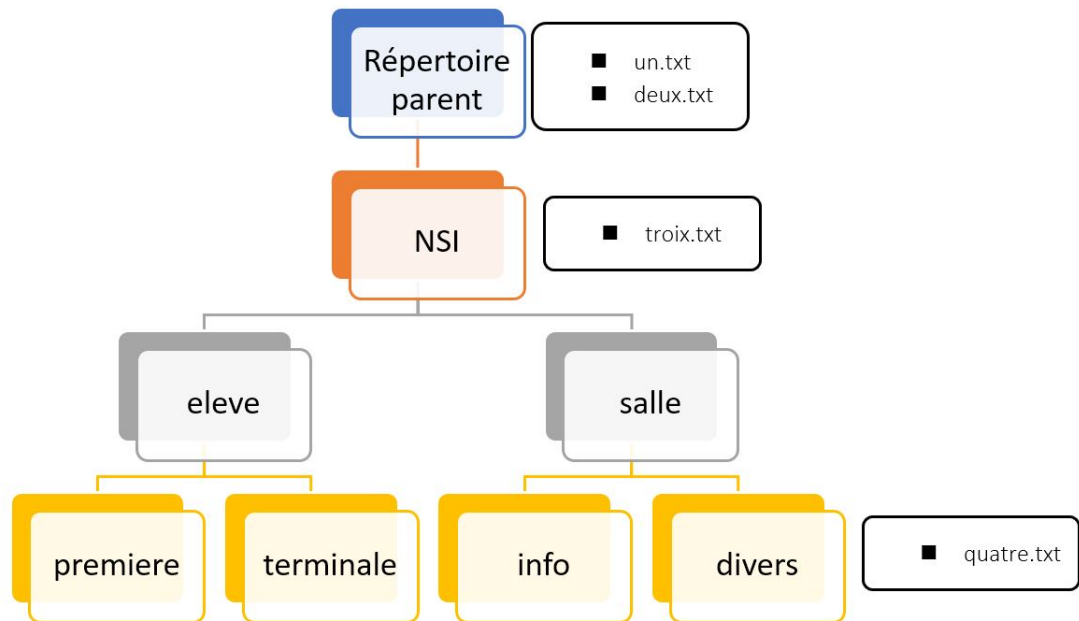 Répertoire
parent
un.txt
deux.txt
NSI
troix.txt
eleve
salle
premiere
terminale
info
divers
quatre.txt